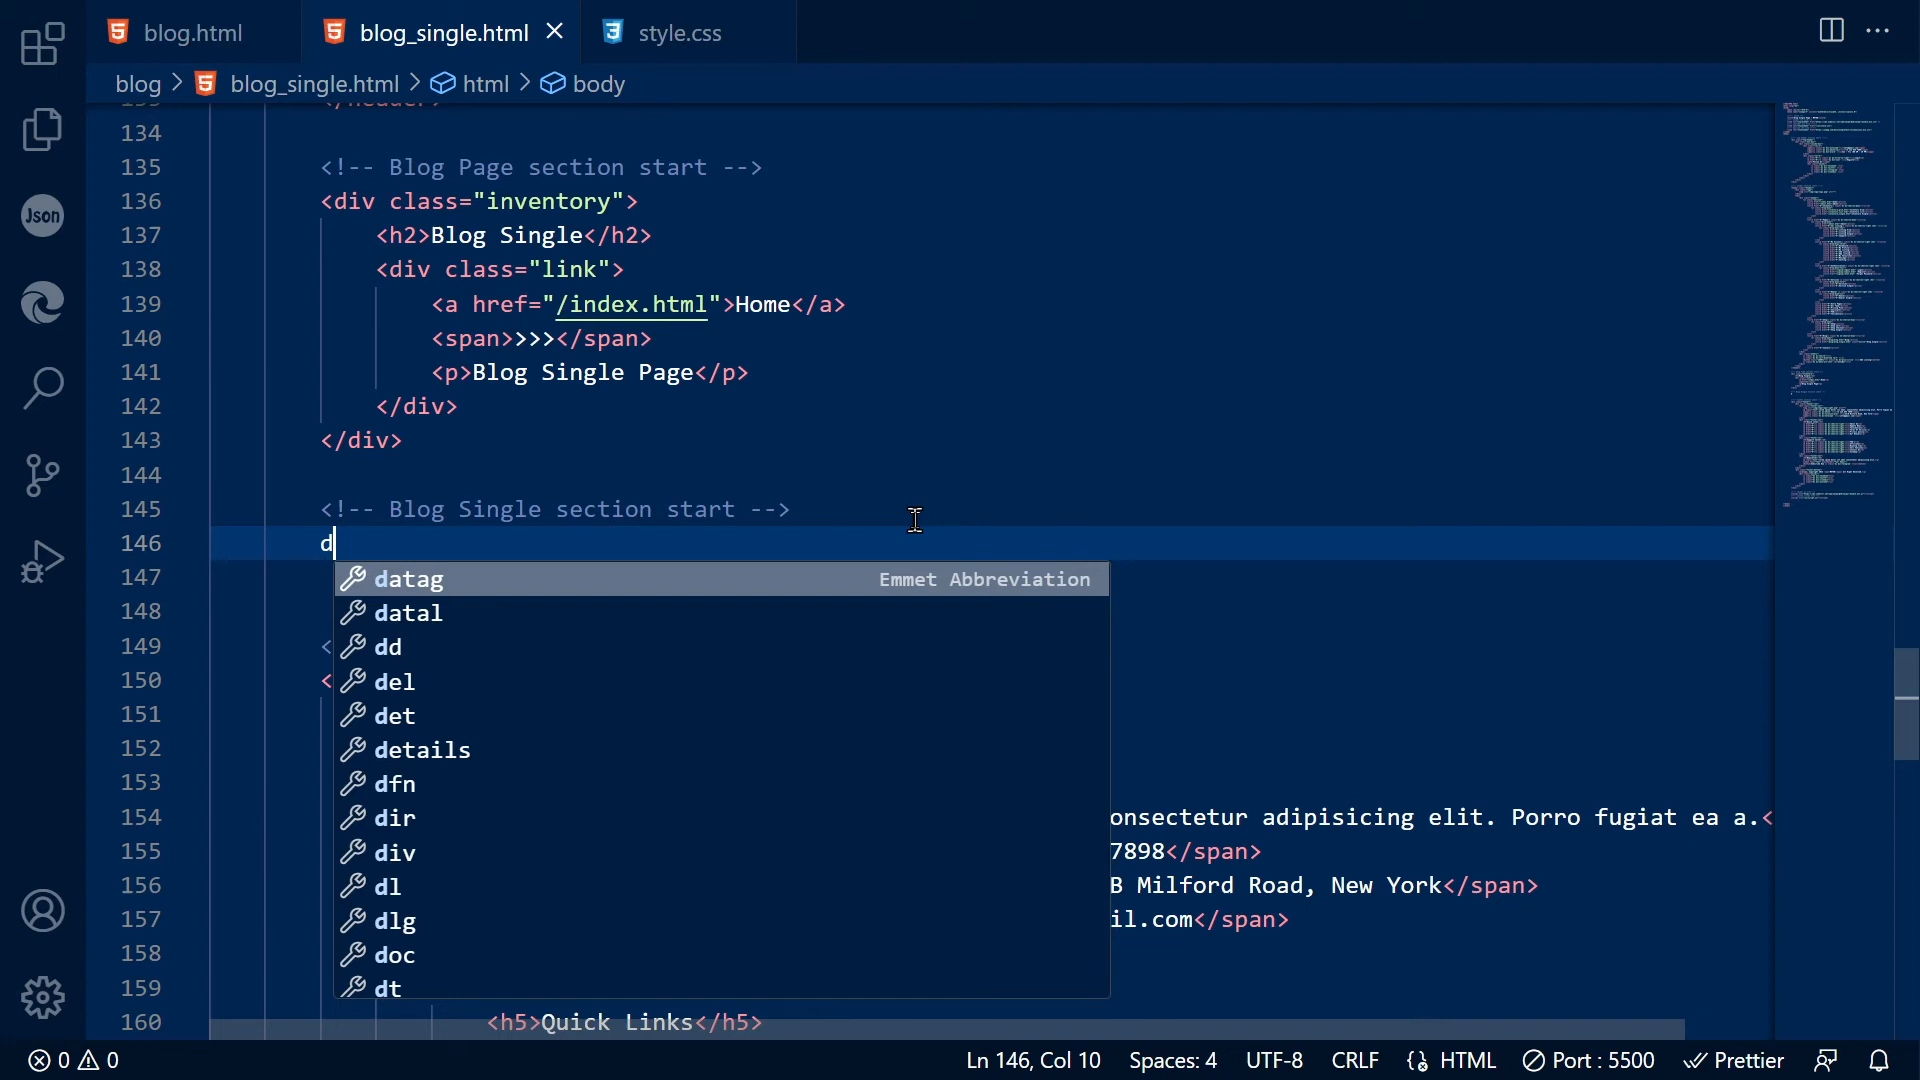 blog.html
blog_single.html
style.css
blog > blog_single.html > html > body
134
135 <!-- Blog Page section start -->
136 <div class="inventory">
137 <h2>Blog Single</h2>
138 <div class="link">
139 <a href="/index.html">Home</a>
140 <span>>>></span>
141 <p>Blog Single Page</p>
142 </div>
143 </div>
144
145 <!-- Blog Single section start -->
146 d
147 datag Emmet Abbreviation
148 datal
149 < dd
150 < del
151 det
152 details
153 dfn
154 dir onsectetur adipisicing elit. Porro fugiat ea a.<
155 div 7898</span>
156 dl B Milford Road, New York</span>
157 dlg il.com</span>
158 doc
159 dt
160 <h5>Quick Links</h5>
Json
0 0 Ln 146, Col 10 Spaces: 4 UTF-8 CRLF HTML Port : 5500 Prettier